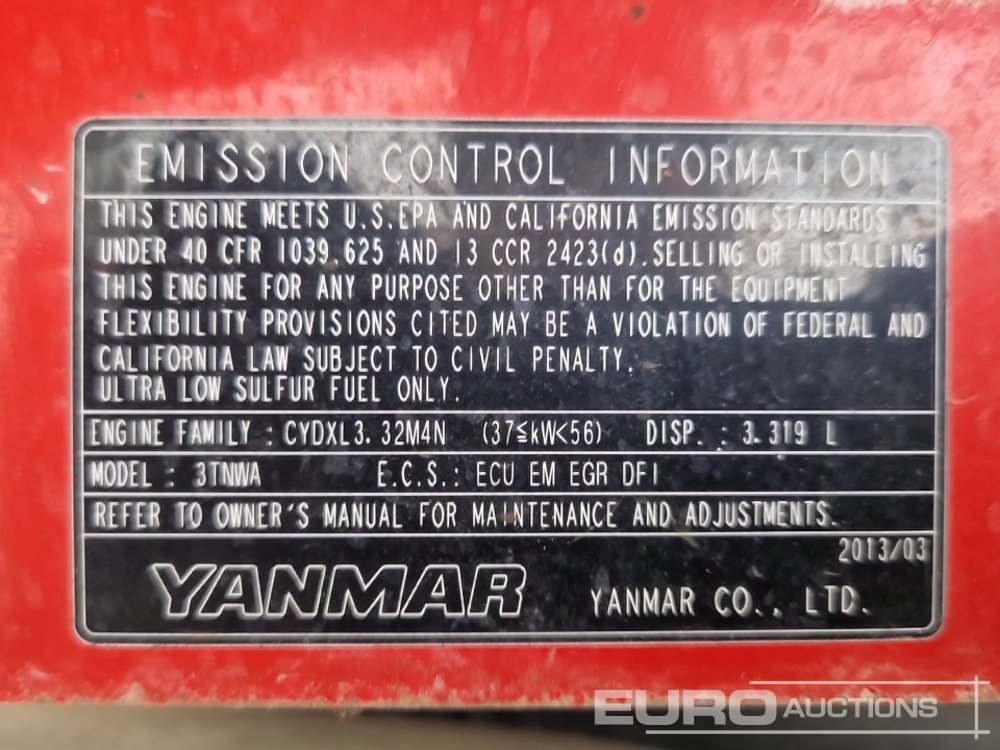 EMISSION CONTROL INFORMATION
THIS ENGINE MEETS U.S.EPA AND CALIFORNIA EMISSION STANDARDS
UNDER 40 CFR 1039.625 AND 13 CCR 2423(d).SELLING OR INSTALLING
THIS ENGINE FOR ANY PURPOSE OTHER THAN FOR THE EQUIPMENT
FLEXIBILITY PROVISIONS CITED MAY BE A VIOLATION OF FEDERAL AND
CALIFORNIA LAW SUBJECT TO CIVIL PENALTY.
ULTRA LOW SULFUR FUEL ONLY.
ENGINE FAMILY : CYDXL3.32M4N (37≦kW<56) DISP. : 3.319 L
MODEL : 3TNWA E.C.S.: ECU EM EGR DFI
REFER TO OWNER'S MANUAL FOR MAINTENANCE AND ADJUSTMENTS.
2013/03
YANMAR YANMAR CO., LTD.
EURO AUCTIONS